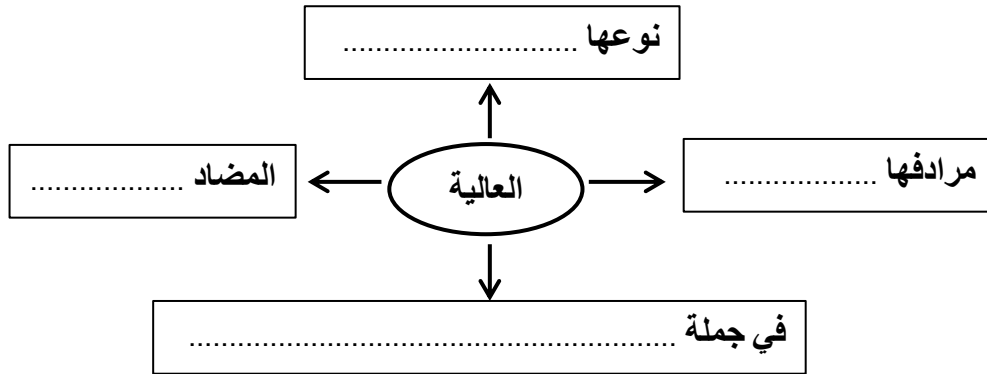 نوعها .............................
مرادفها ...................
العالية
المضاد ...................
في جملة ............................................................